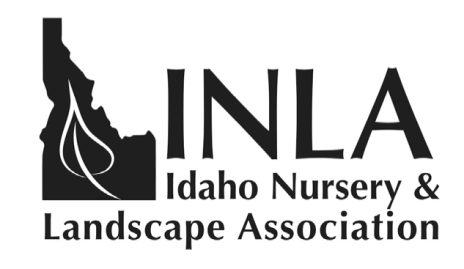 INLA
Idaho Nursery &
Landscape Association